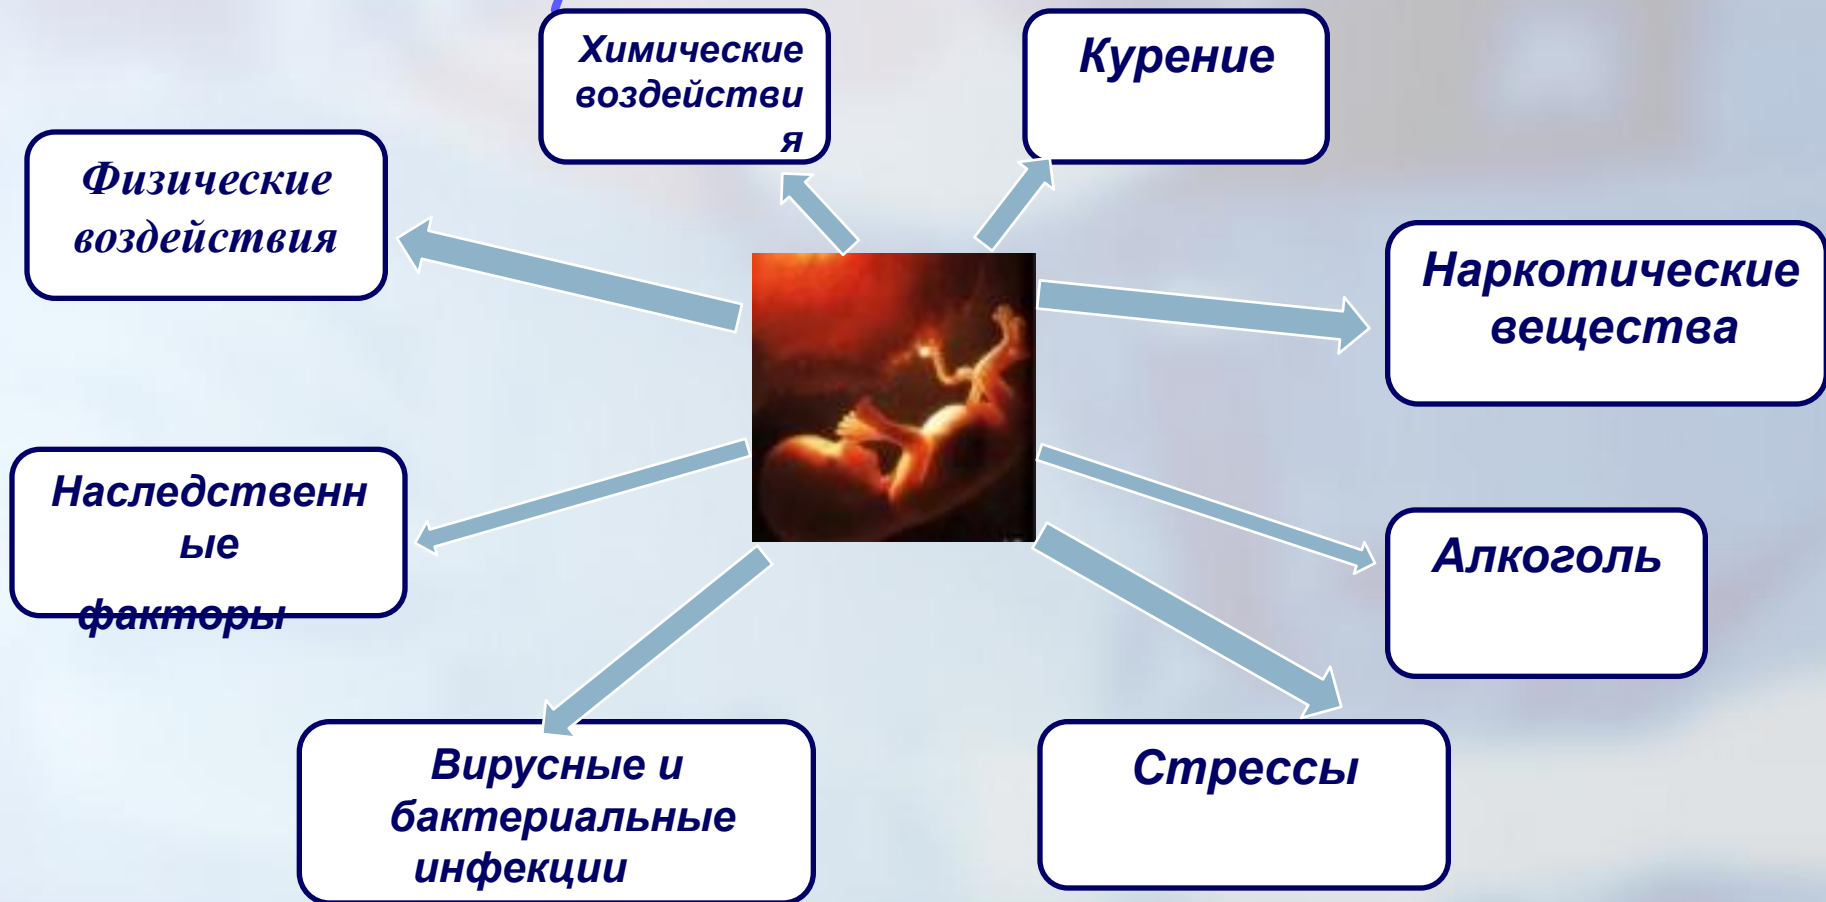 Химические
воздействи
я
Курение
Физические
воздействия
Наркотические
вещества
Наследственн
ые
факторы
Алкоголь
Вирусные и
бактериальные
инфекции
Стрессы